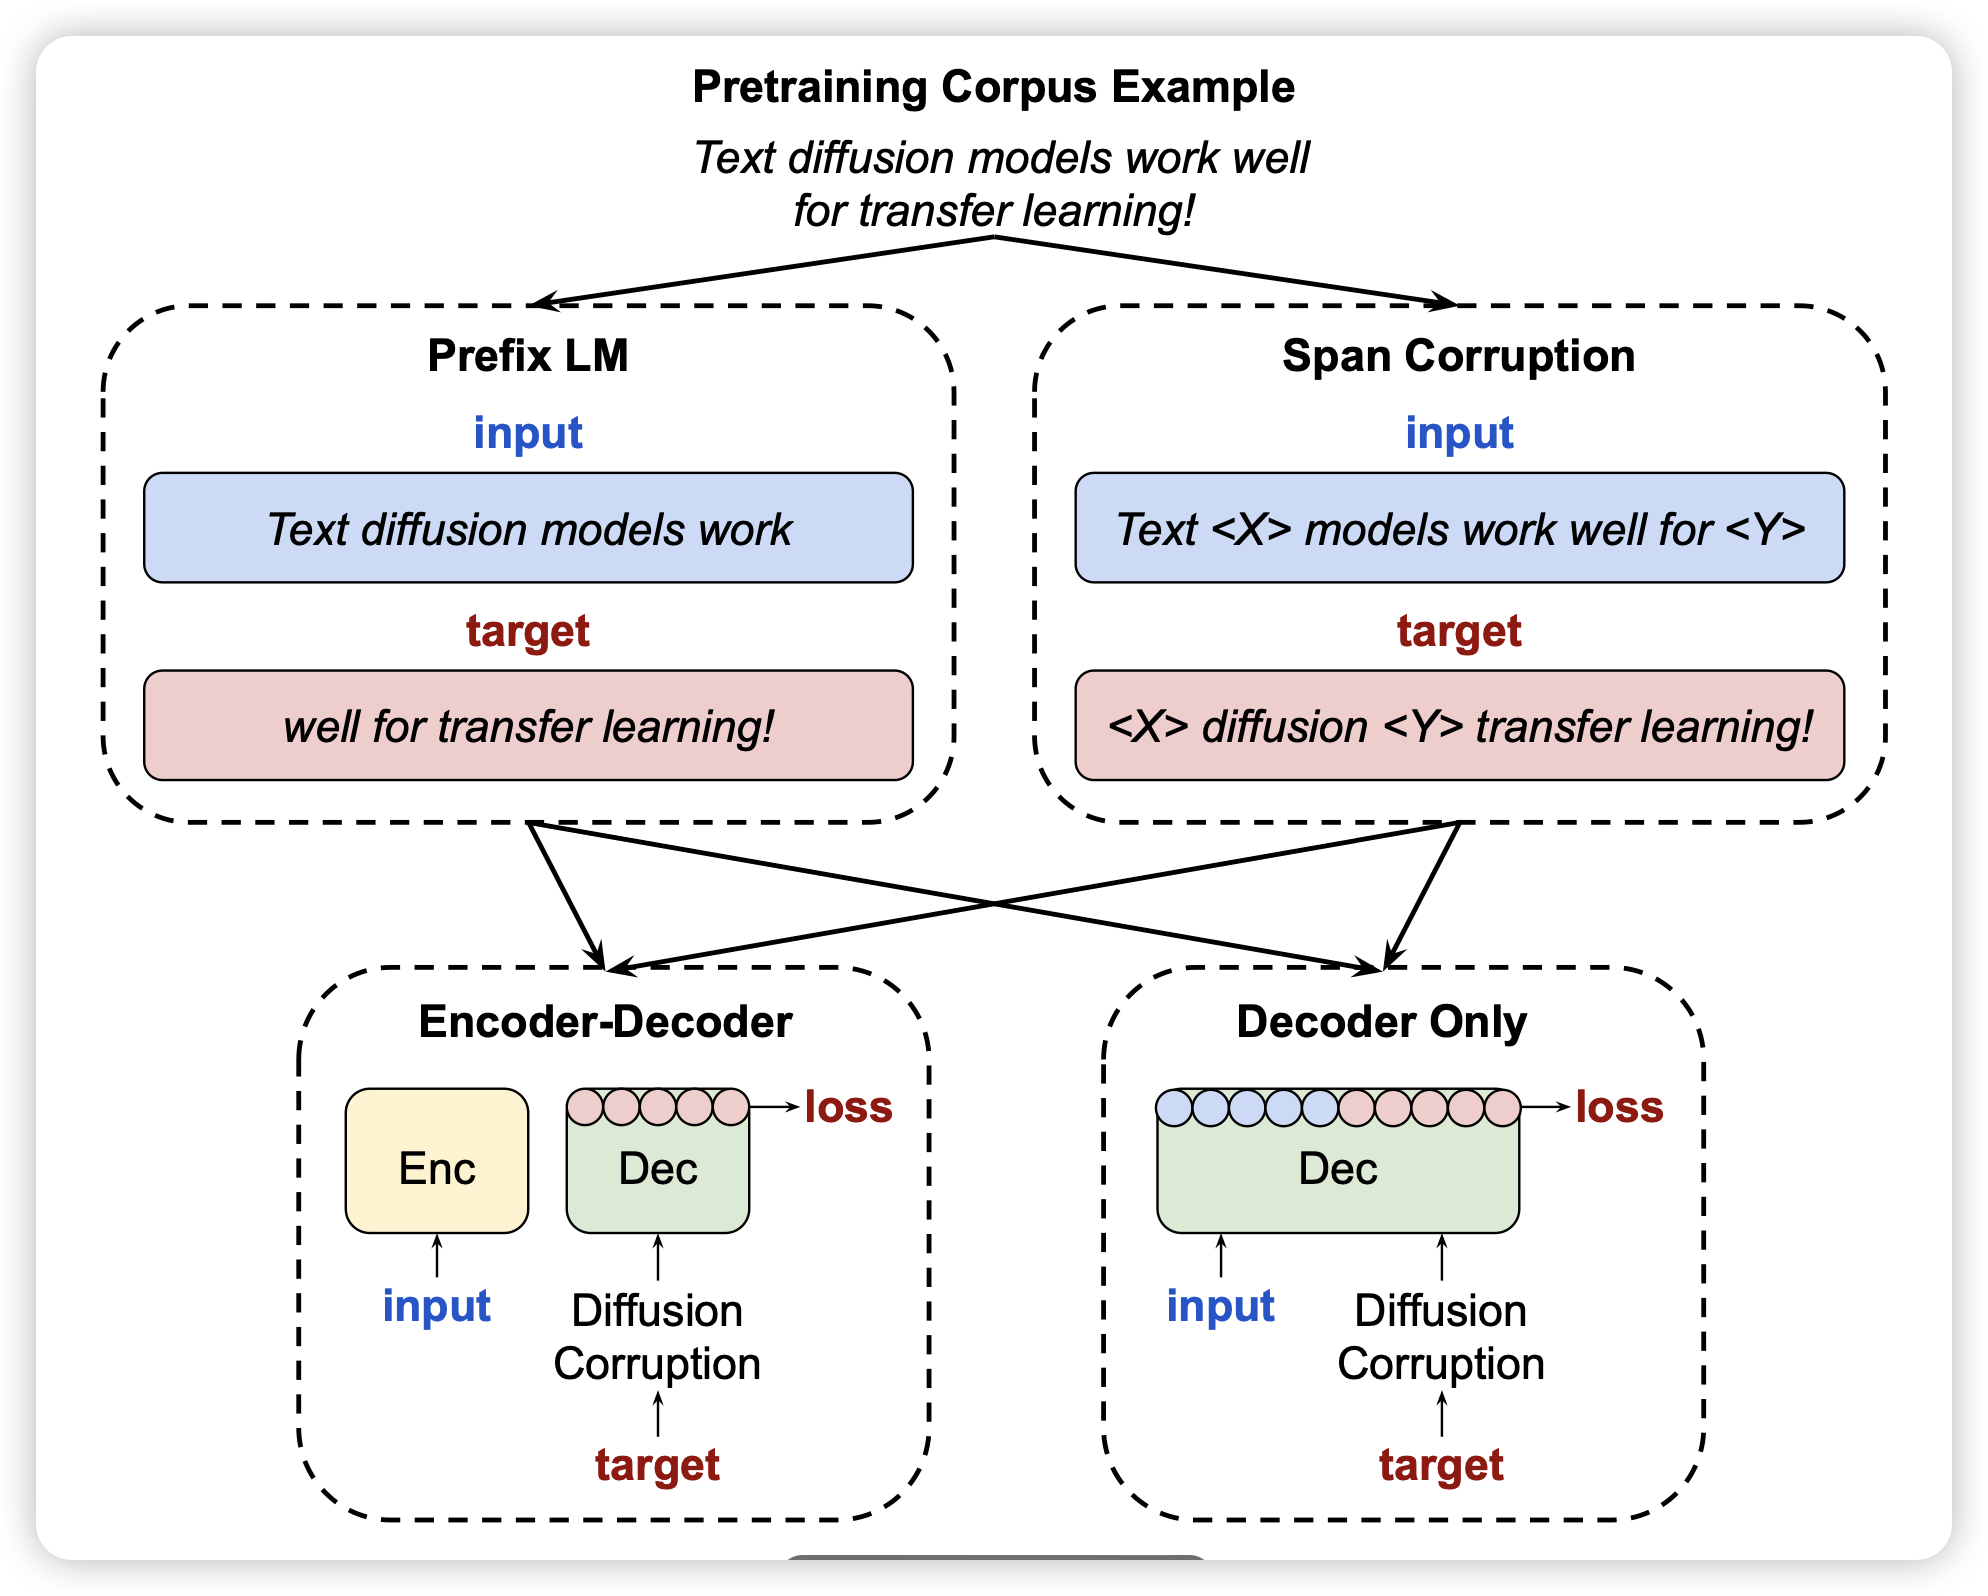 Pretraining Corpus Example
Text diffusion models work well
for transfer learning!
Prefix LM
input
Text diffusion models work
target
well for transfer learning!
Span Corruption
input
Text <X> models work well for <Y>
target
<X> diffusion <Y> transfer learning!
Encoder-Decoder
Enc
Dec
loss
input
Diffusion
Corruption
target
Decoder Only
Dec
loss
input
Diffusion
Corruption
target